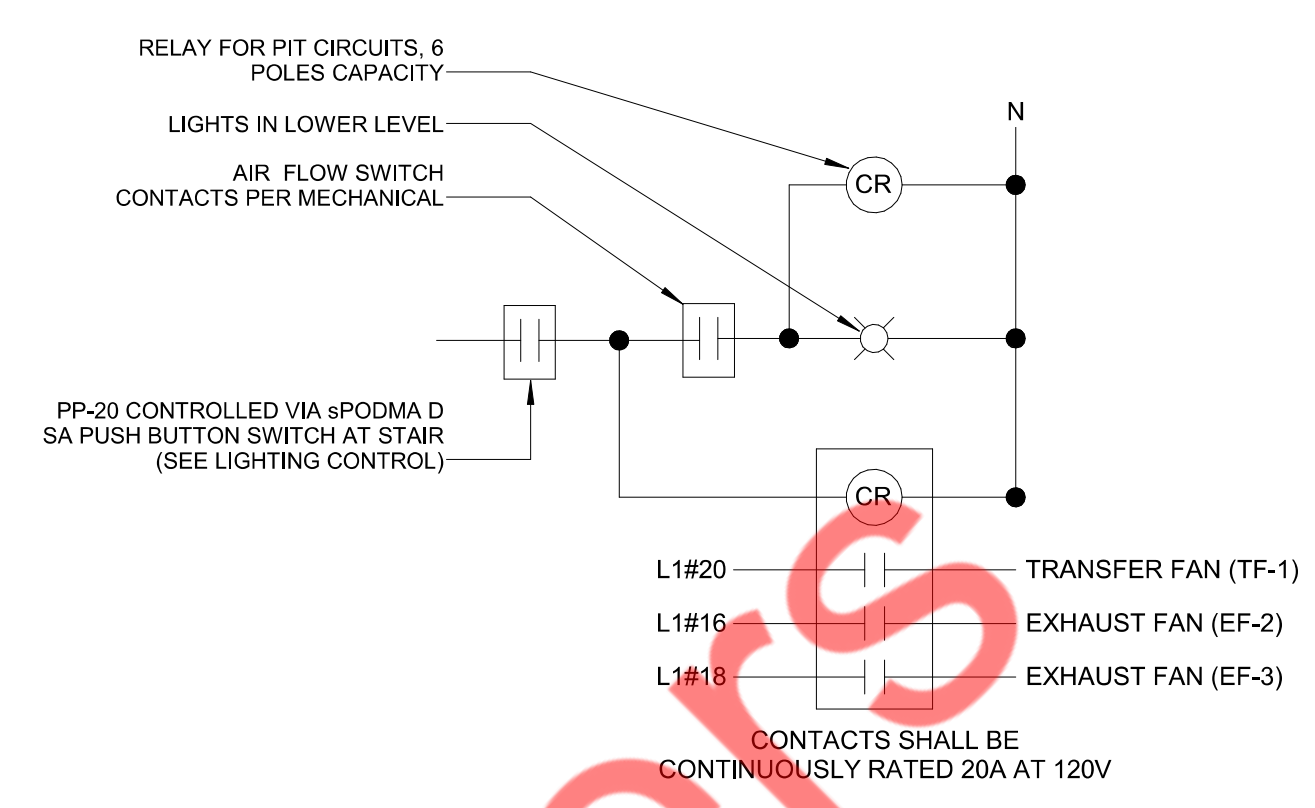 RELAY FOR PIT CIRCUITS, 6
POLES CAPACITY
LIGHTS IN LOWER LEVEL
AIR FLOW SWITCH
CONTACTS PER MECHANICAL
N
CR
PP-20 CONTROLLED VIA sPODMA D
SA PUSH BUTTON SWITCH AT STAIR
(SEE LIGHTING CONTROL)
CR
L1#20
TRANSFER FAN (TF-1)
L1#16
EXHAUST FAN (EF-2)
L1#18
EXHAUST FAN (EF-3)
CONTACTS SHALL BE
CONTINUOUSLY RATED 20A AT 120V
ors